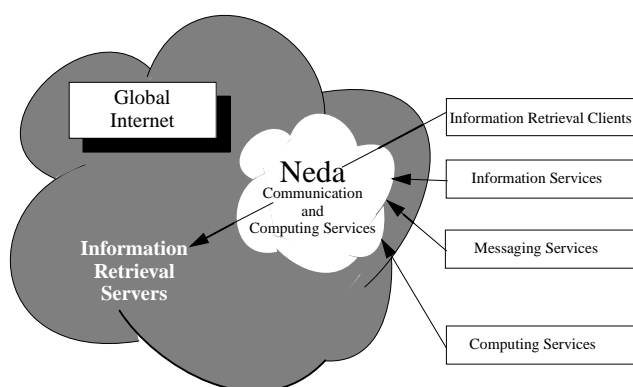 Global
Internet
Neda
Communication
and
Computing Services
Information
Retrieval
Servers
Information Retrieval Clients
Information Services
Messaging Services
Computing Services